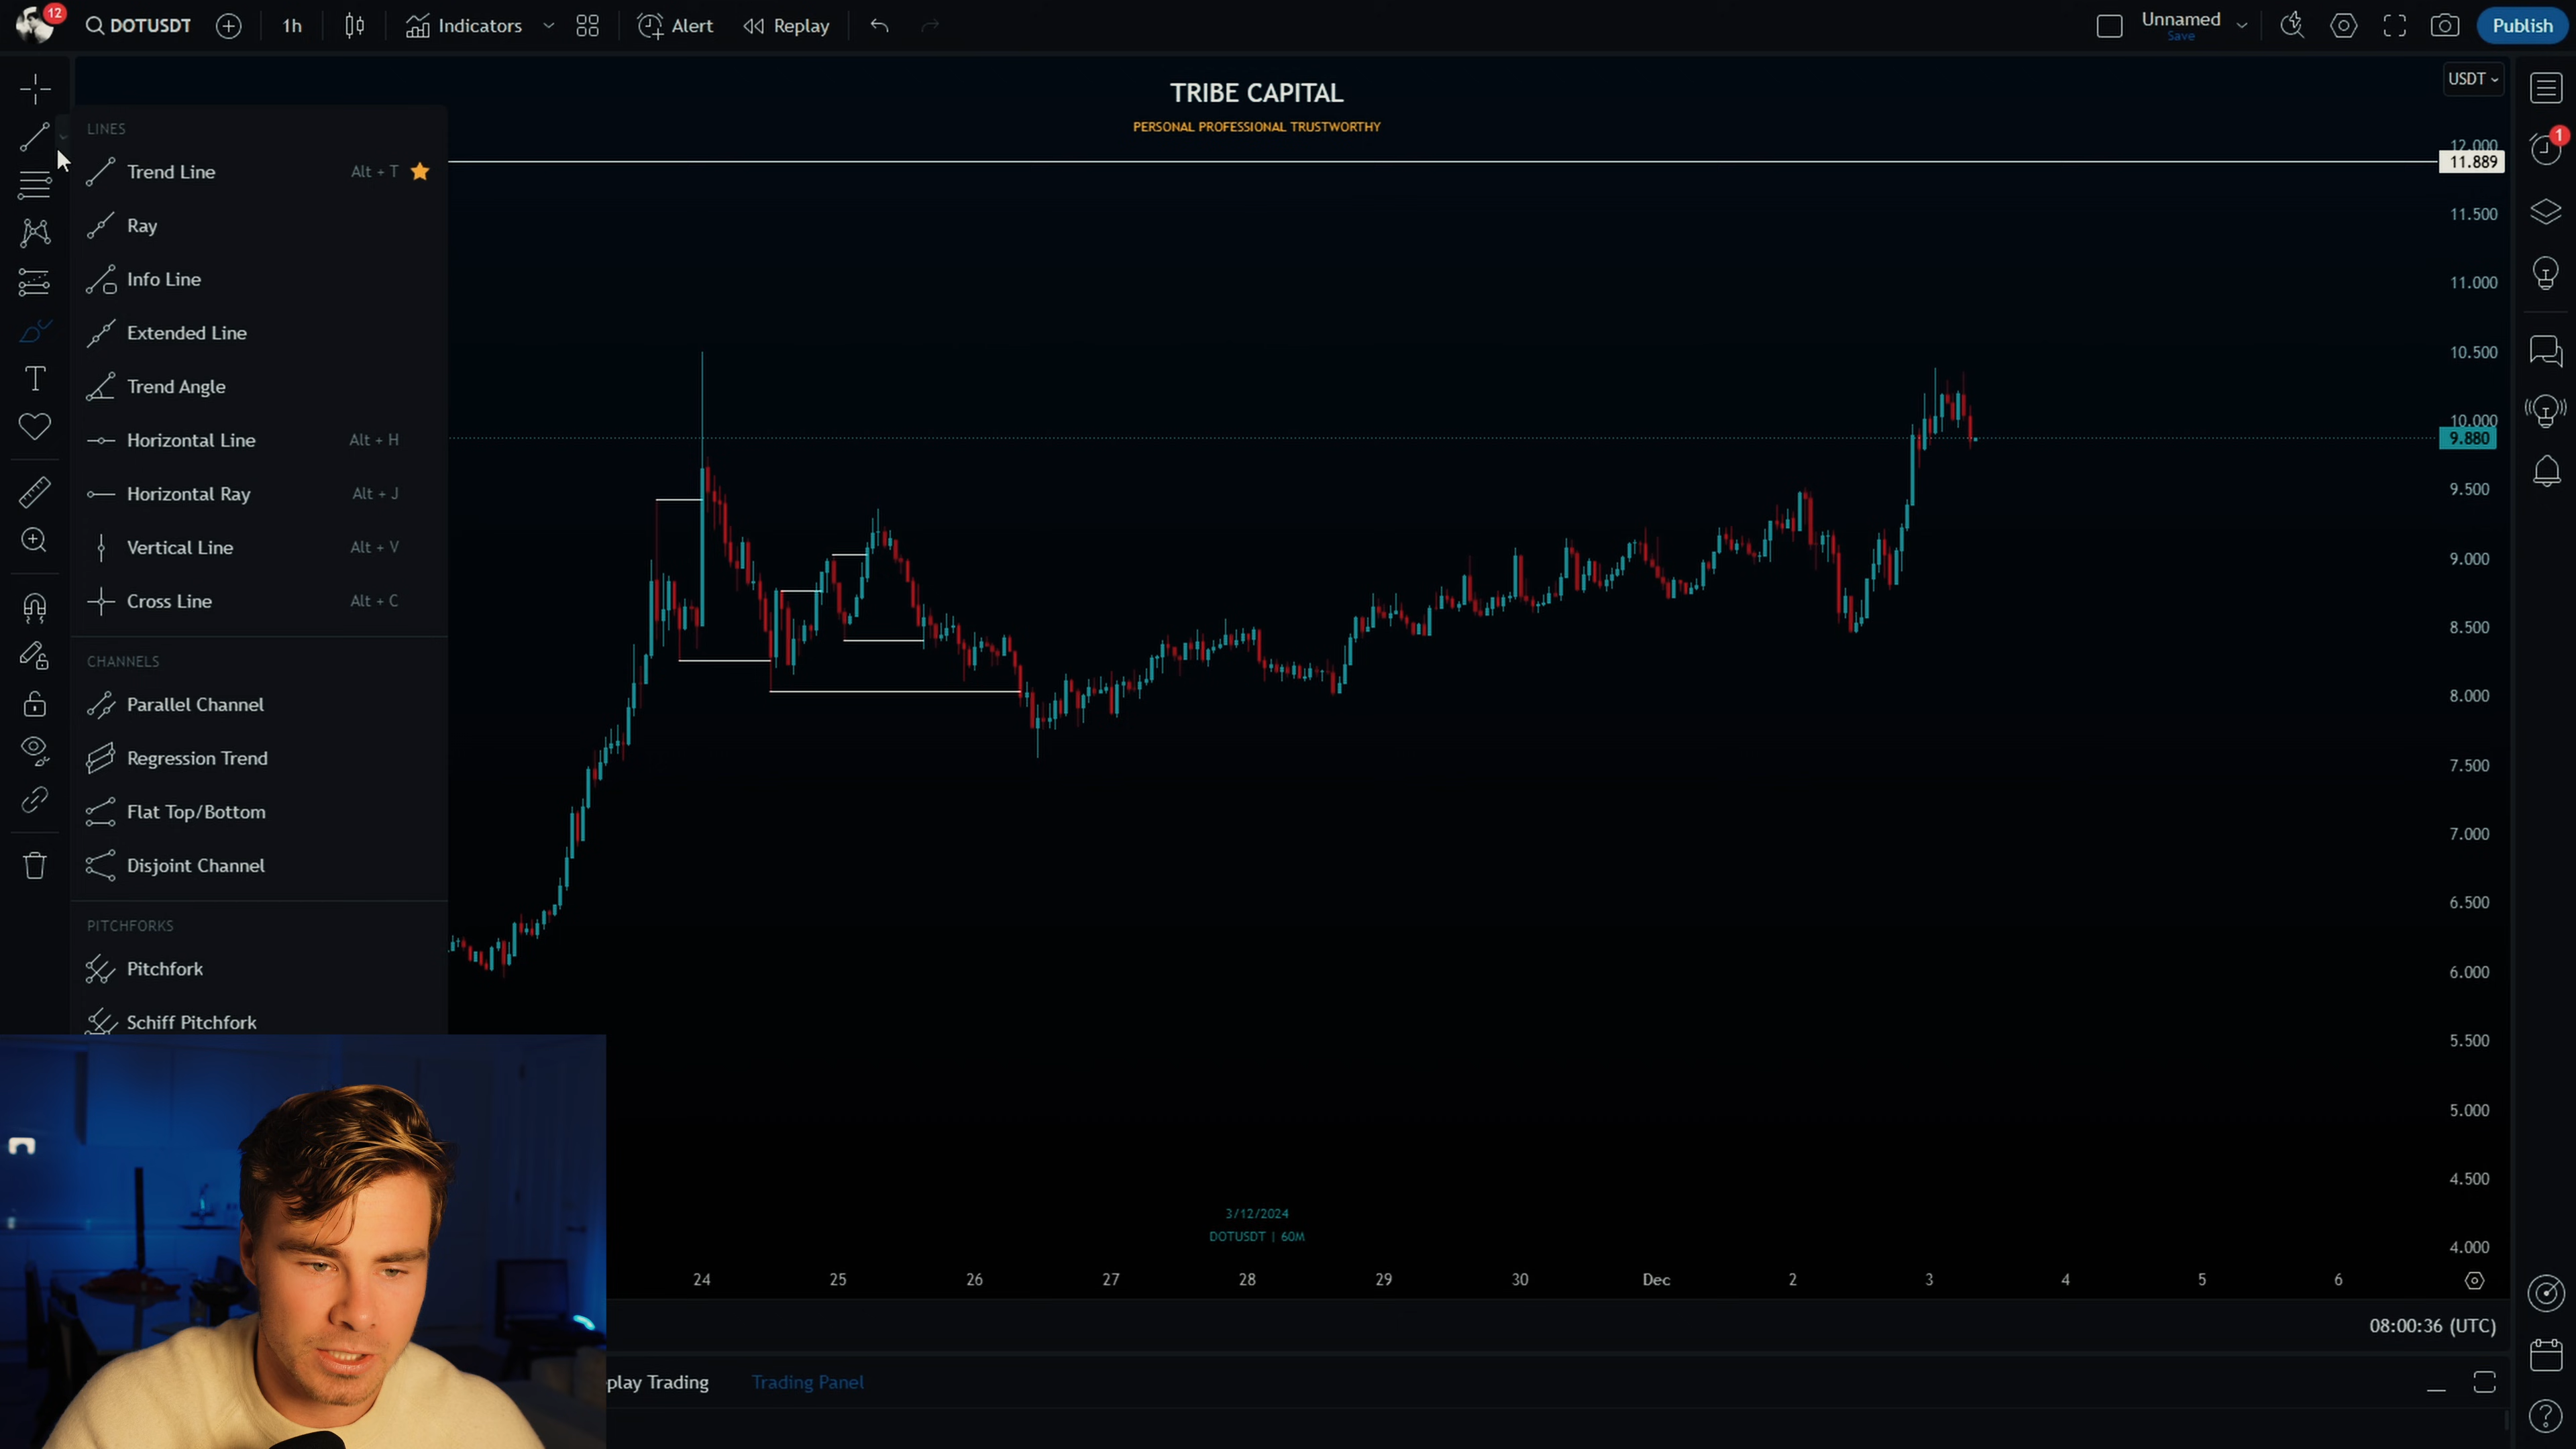 12
DOTUSDT
1h
Indicators
Alert
Replay
Unnamed
Save
Publish
TRIBE CAPITAL
PERSONAL PROFESSIONAL TRUSTWORTHY
USDT
1
LINES
Trend Line Alt + T
Ray
Info Line
Extended Line
Trend Angle
Horizontal Line Alt + H
Horizontal Ray Alt + J
Vertical Line Alt + V
Cross Line Alt + C
CHANNELS
Parallel Channel
Regression Trend
Flat Top/Bottom
Disjoint Channel
PITCHFORKS
Pitchfork
Schiff Pitchfork
12.000
11.889
11.500
11.000
10.500
10.000
9.880
9.500
9.000
8.500
8.000
7.500
7.000
6.500
6.000
5.500
5.000
4.500
4.000
3/12/2024
DOTUSDT | 60M
24 25 26 27 28 29 30 Dec 2 3 4 5 6
08:00:36 (UTC)
play Trading
Trading Panel